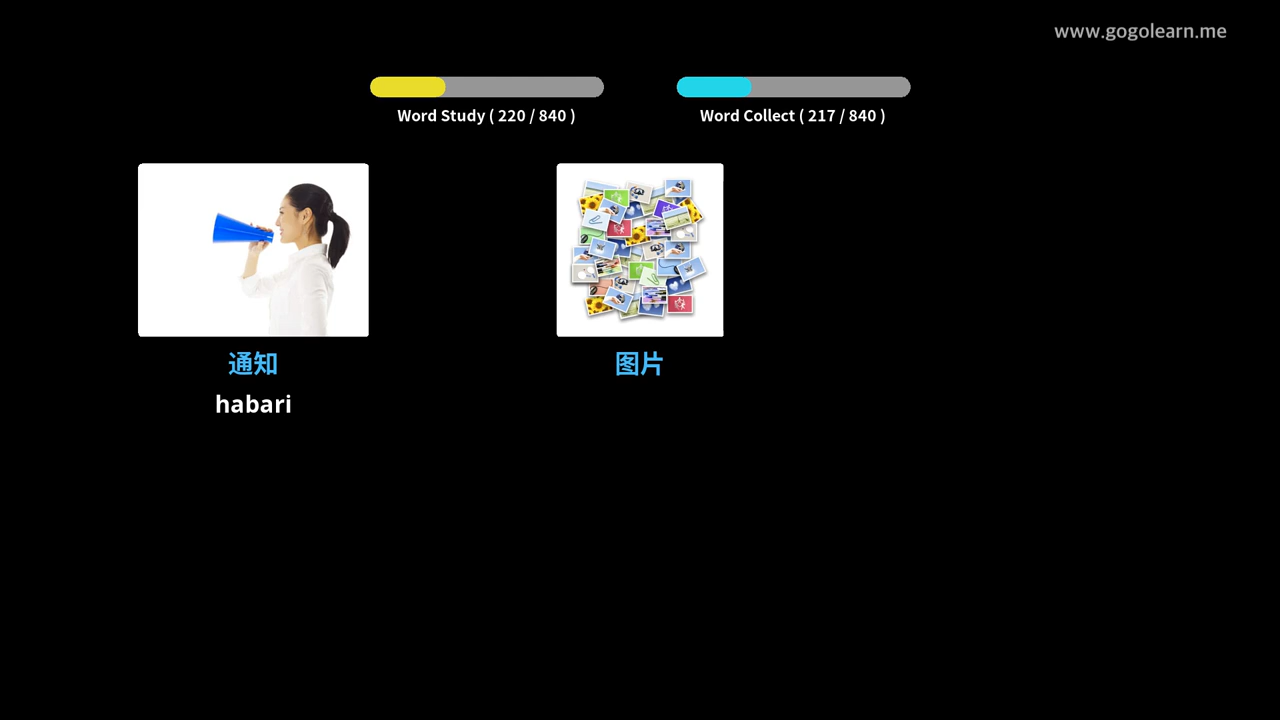 www.gogolearn.me
Word Study ( 220 / 840 )
Word Collect ( 217 / 840 )
通知
habari
图片